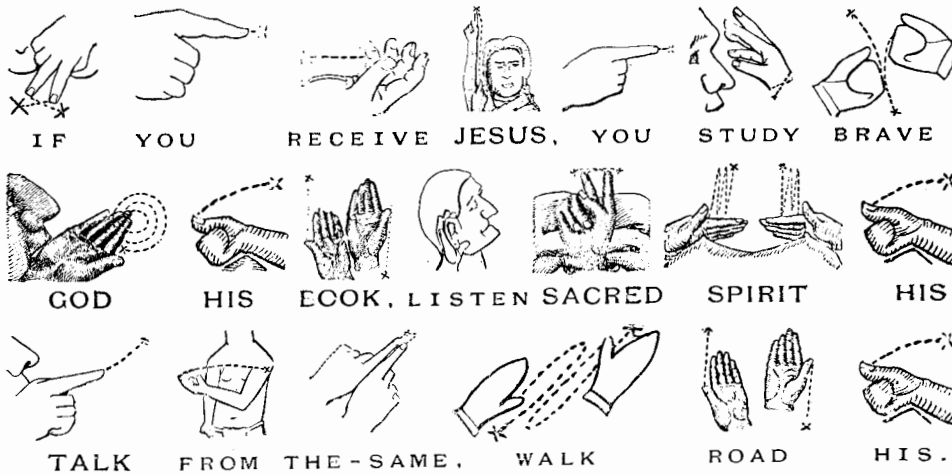 IF YOU RECEIVE JESUS, YOU STUDY BRAVE
GOD HIS ECOK, LISTEN SACRED SPIRIT HIS
TALK FROM THE-SAME, WALK ROAD HIS.